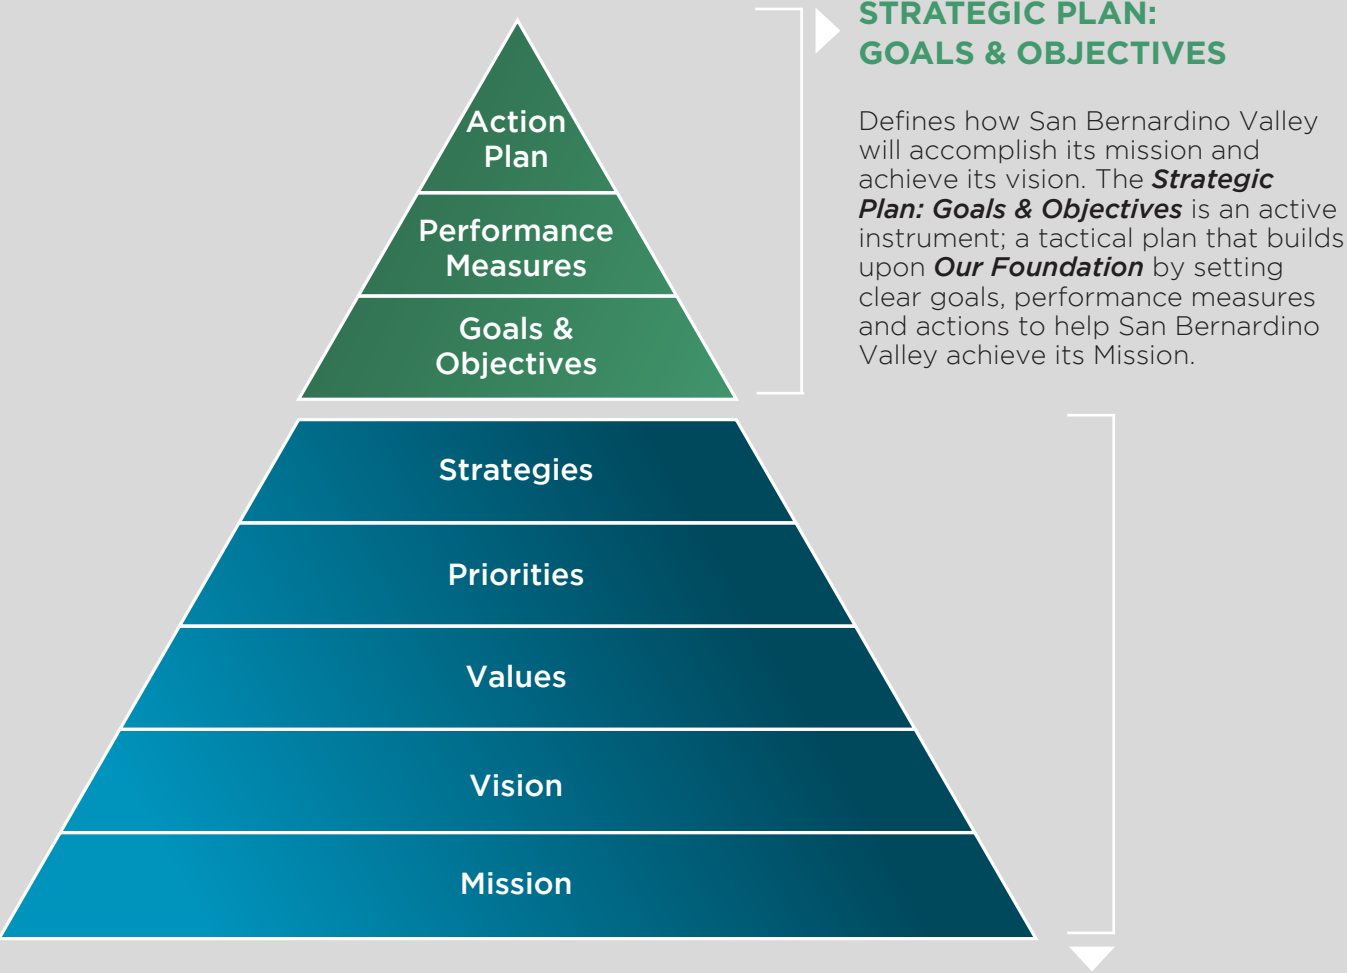 STRATEGIC PLAN:
GOALS & OBJECTIVES
Defines how San Bernardino Valley
will accomplish its mission and
achieve its vision. The Strategic
Plan: Goals & Objectives is an active
instrument; a tactical plan that builds
upon Our Foundation by setting
clear goals, performance measures
and actions to help San Bernardino
Valley achieve its Mission.
Action
Plan
Performance
Measures
Goals &
Objectives
Strategies
Priorities
Values
Vision
Mission